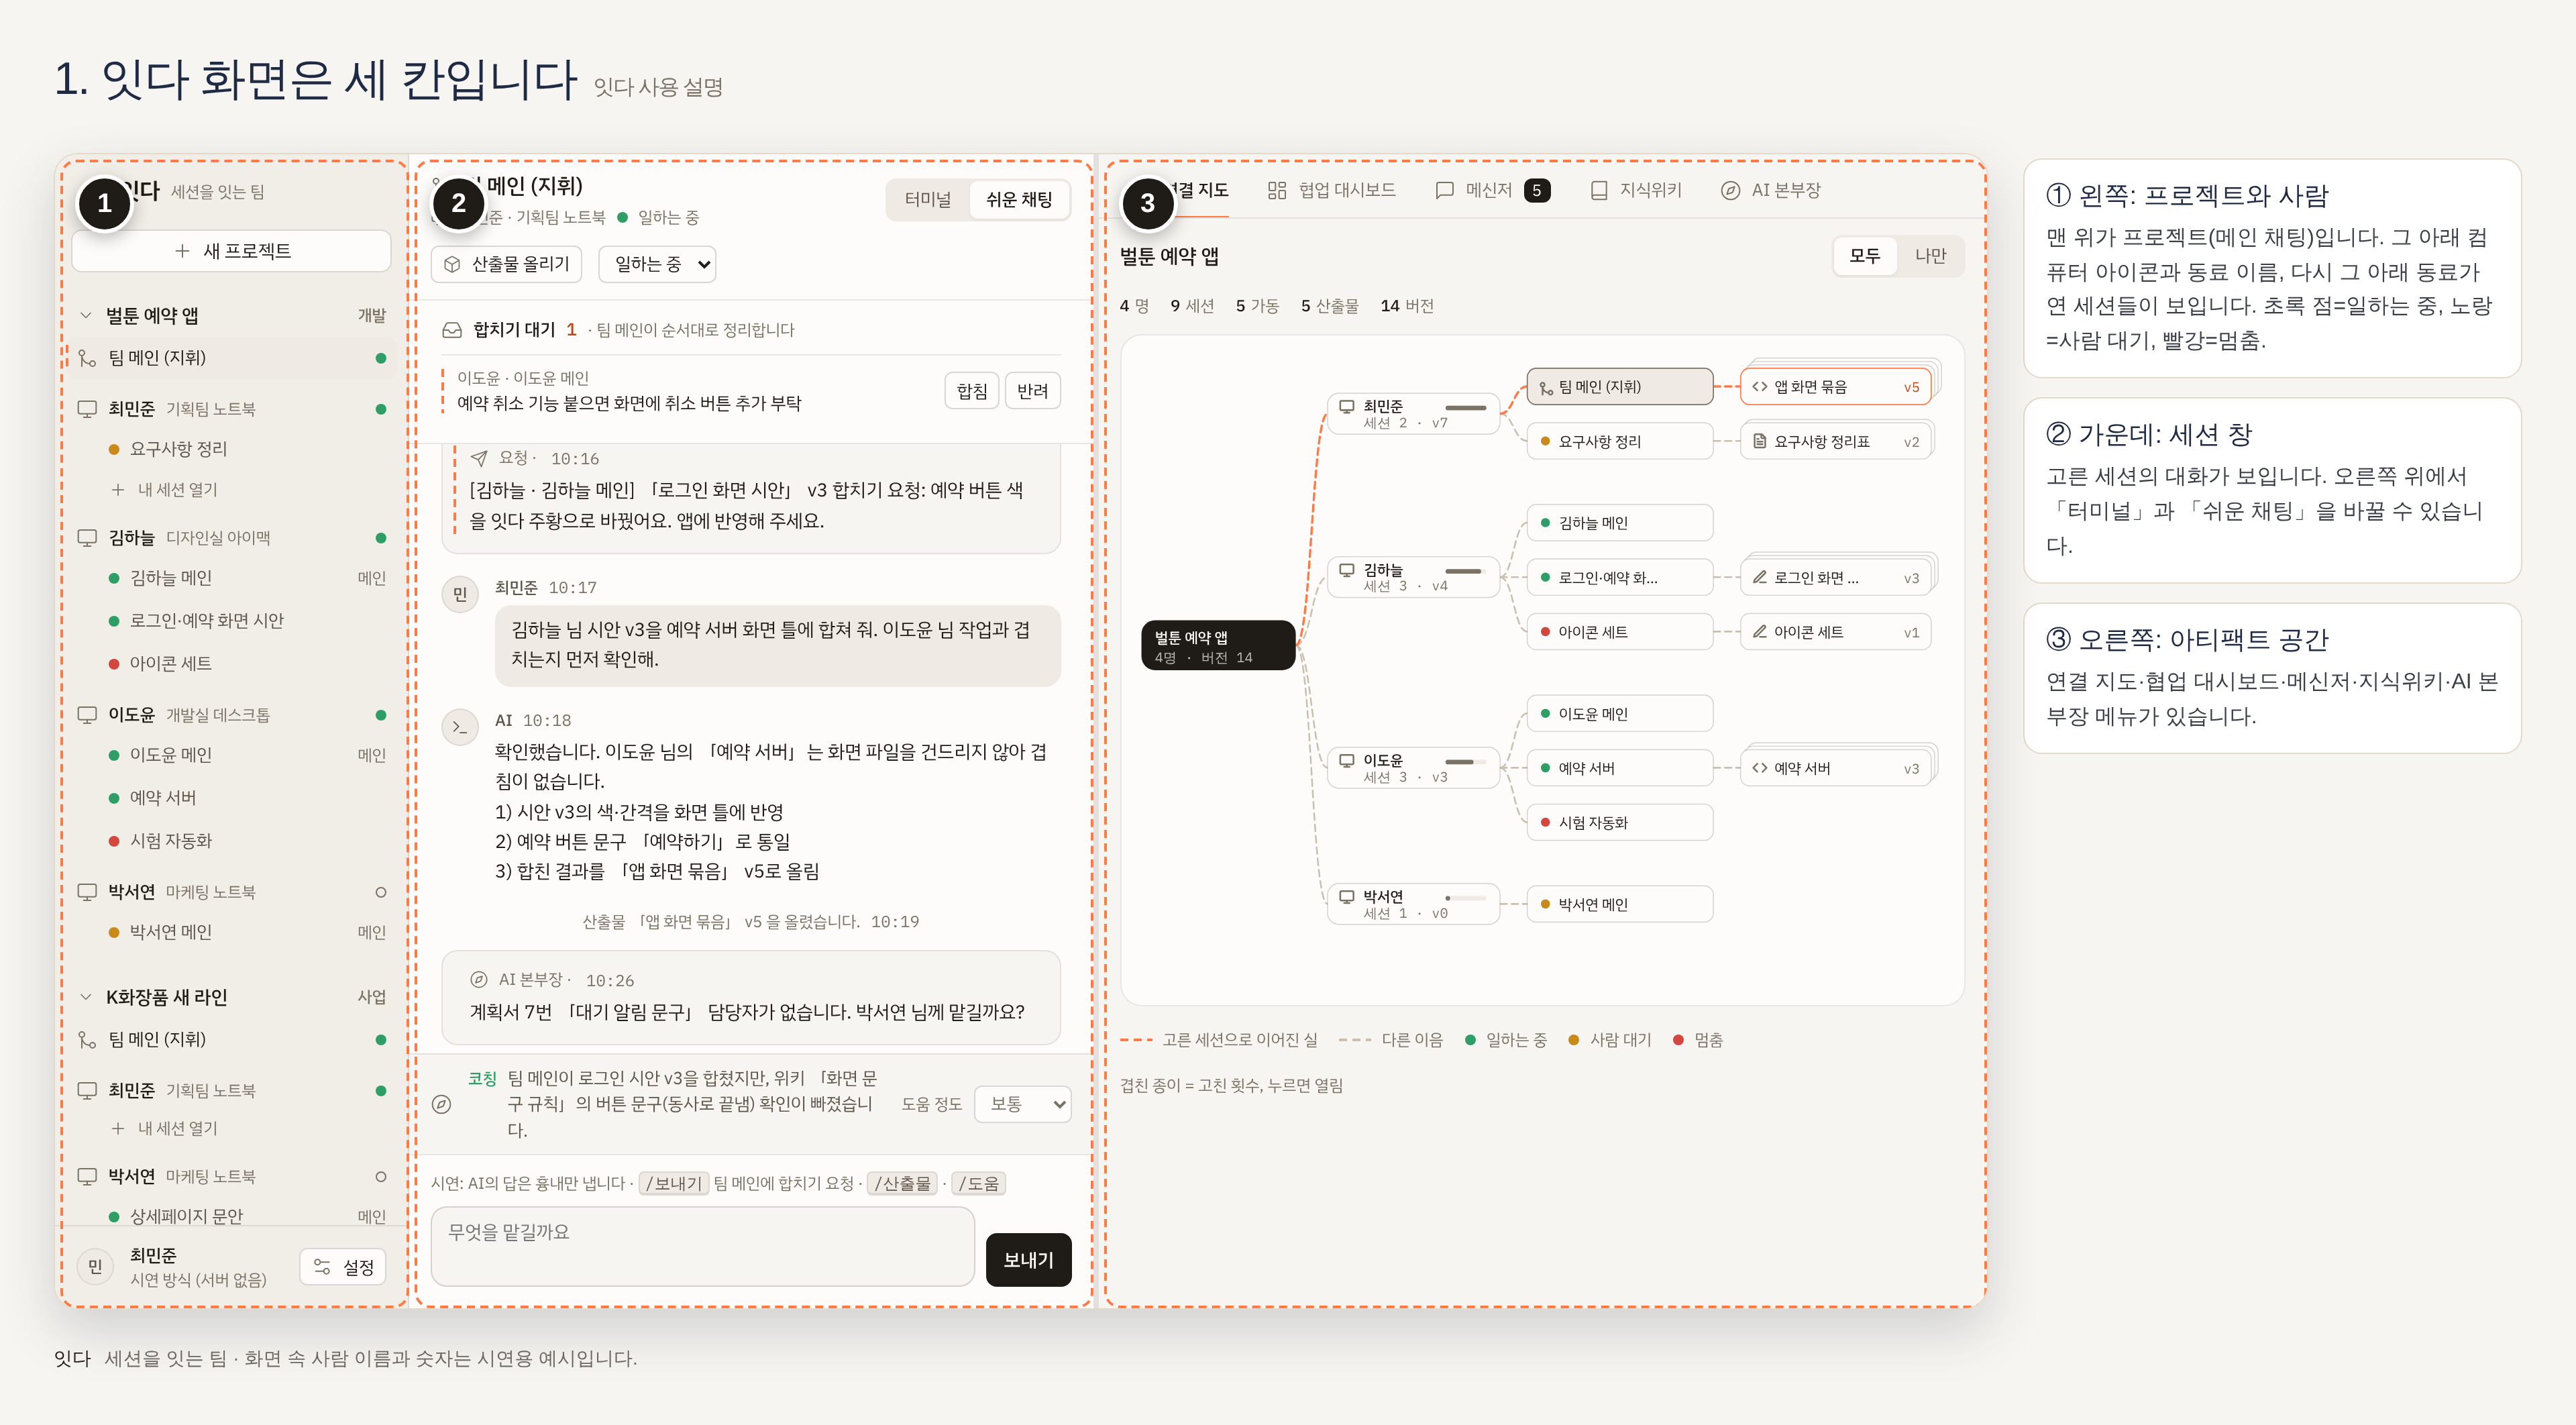 1. 잇다 화면은 세 칸입니다 잇다 사용 설명
1
잇다 세션을 잇는 팀
+ 새 프로젝트
벌툰 예약 앱 개발
팀 메인 (지휘)
최민준 기획팀 노트북
요구사항 정리
+ 내 세션 열기
김하늘 디자인실 아이맥
김하늘 메인 메인
로그인·예약 화면 시안
아이콘 세트
이도윤 개발실 데스크톱
이도윤 메인 메인
예약 서버
시험 자동화
박서연 마케팅 노트북
박서연 메인 메인
K화장품 새 라인 사업
팀 메인 (지휘)
최민준 기획팀 노트북
+ 내 세션 열기
박서연 마케팅 노트북
상세페이지 문안 메인
민 최민준
시연 방식 (서버 없음)
설정
2
메인 (지휘)
준 · 기획팀 노트북 일하는 중
터미널 쉬운 채팅
산출물 올리기 일하는 중
합치기 대기 1 · 팀 메인이 순서대로 정리합니다
이도윤 · 이도윤 메인
예약 취소 기능 붙으면 화면에 취소 버튼 추가 부탁
합침 반려
요청 · 10:16
[김하늘 · 김하늘 메인] 「로그인 화면 시안」 v3 합치기 요청: 예약 버튼 색
을 잇다 주황으로 바꿨어요. 앱에 반영해 주세요.
민 최민준 10:17
김하늘 님 시안 v3을 예약 서버 화면 틀에 합쳐 줘. 이도윤 님 작업과 겹
치는지 먼저 확인해.
AI 10:18
확인했습니다. 이도윤 님의 「예약 서버」는 화면 파일을 건드리지 않아 겹
침이 없습니다.
1) 시안 v3의 색·간격을 화면 틀에 반영
2) 예약 버튼 문구 「예약하기」로 통일
3) 합친 결과를 「앱 화면 묶음」 v5로 올림
산출물 「앱 화면 묶음」 v5 을 올렸습니다. 10:19
AI 본부장 · 10:26
계획서 7번 「대기 알림 문구」 담당자가 없습니다. 박서연 님께 맡길까요?
코칭 팀 메인이 로그인 시안 v3을 합쳤지만, 위키 「화면 문
구 규칙」의 버튼 문구(동사로 끝냄) 확인이 빠졌습니
다.
도움 정도 보통
시연: AI의 답은 흉내만 냅니다 · /보내기 팀 메인에 합치기 요청 · /산출물 · /도움
무엇을 맡길까요
보내기
3
연결 지도 협업 대시보드 메신저 5 지식위키 AI 본부장
벌툰 예약 앱
모두 나만
4 명 9 세션 5 가동 5 산출물 14 버전
벌툰 예약 앱
4명 · 버전 14
최민준
세션 2 · v7
팀 메인 (지휘)
앱 화면 묶음 v5
요구사항 정리
요구사항 정리표 v2
김하늘
세션 3 · v4
김하늘 메인
로그인·예약 화...
로그인 화면 ... v3
아이콘 세트
아이콘 세트 v1
이도윤
세션 3 · v3
이도윤 메인
예약 서버
예약 서버 v3
시험 자동화
박서연
세션 1 · v0
박서연 메인
고른 세션으로 이어진 실 다른 이음 일하는 중 사람 대기 멈춤
겹친 종이 = 고친 횟수, 누르면 열림
① 왼쪽: 프로젝트와 사람
맨 위가 프로젝트(메인 채팅)입니다. 그 아래 컴
퓨터 아이콘과 동료 이름, 다시 그 아래 동료가
연 세션들이 보입니다. 초록 점=일하는 중, 노랑
=사람 대기, 빨강=멈춤.
② 가운데: 세션 창
고른 세션의 대화가 보입니다. 오른쪽 위에서
「터미널」과 「쉬운 채팅」을 바꿀 수 있습니
다.
③ 오른쪽: 아티팩트 공간
연결 지도·협업 대시보드·메신저·지식위키·AI 본
부장 메뉴가 있습니다.
잇다 세션을 잇는 팀 · 화면 속 사람 이름과 숫자는 시연용 예시입니다.